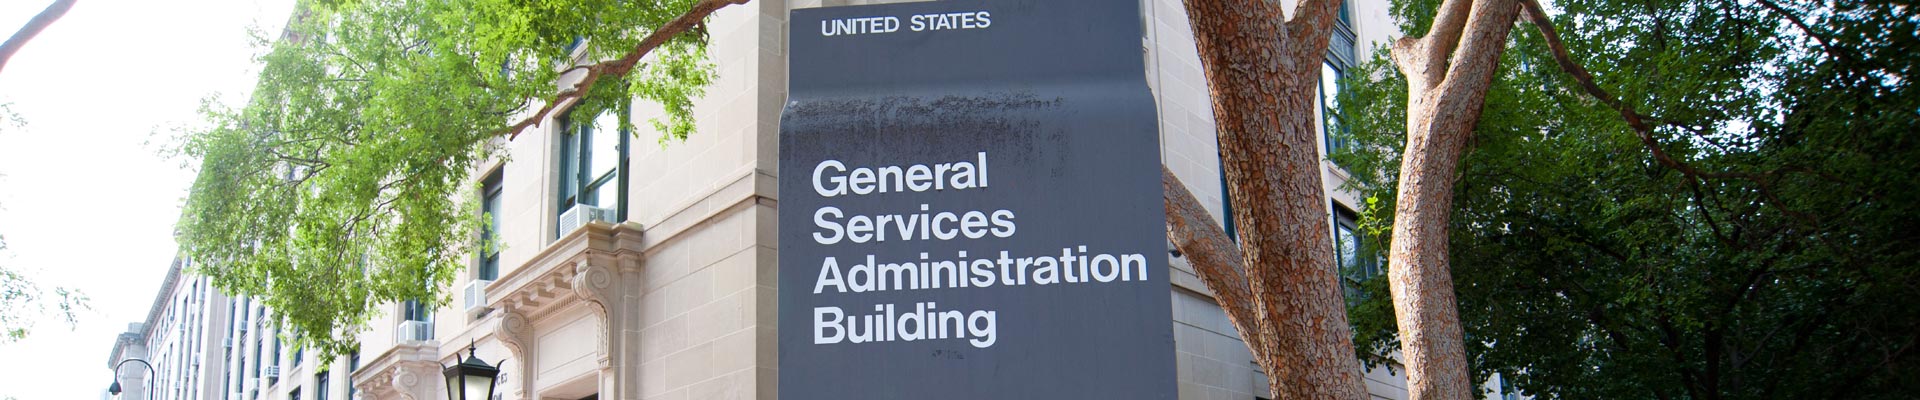 UNITED STATES
General
Services
Administration
Building